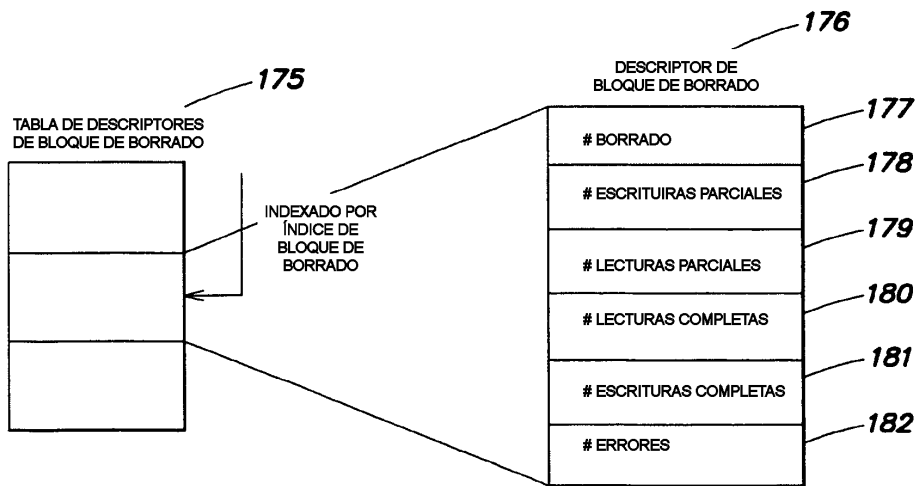 175
TABLA DE DESCRIPTORES
DE BLOQUE DE BORRADO
INDEXADO POR
ÍNDICE DE
BLOQUE DE
BORRADO
176
DESCRIPTOR DE
BLOQUE DE BORRADO
# BORRADO
177
# ESCRITUIRAS PARCIALES
178
# LECTURAS PARCIALES
179
# LECTURAS COMPLETAS
180
# ESCRITURAS COMPLETAS
181
# ERRORES
182